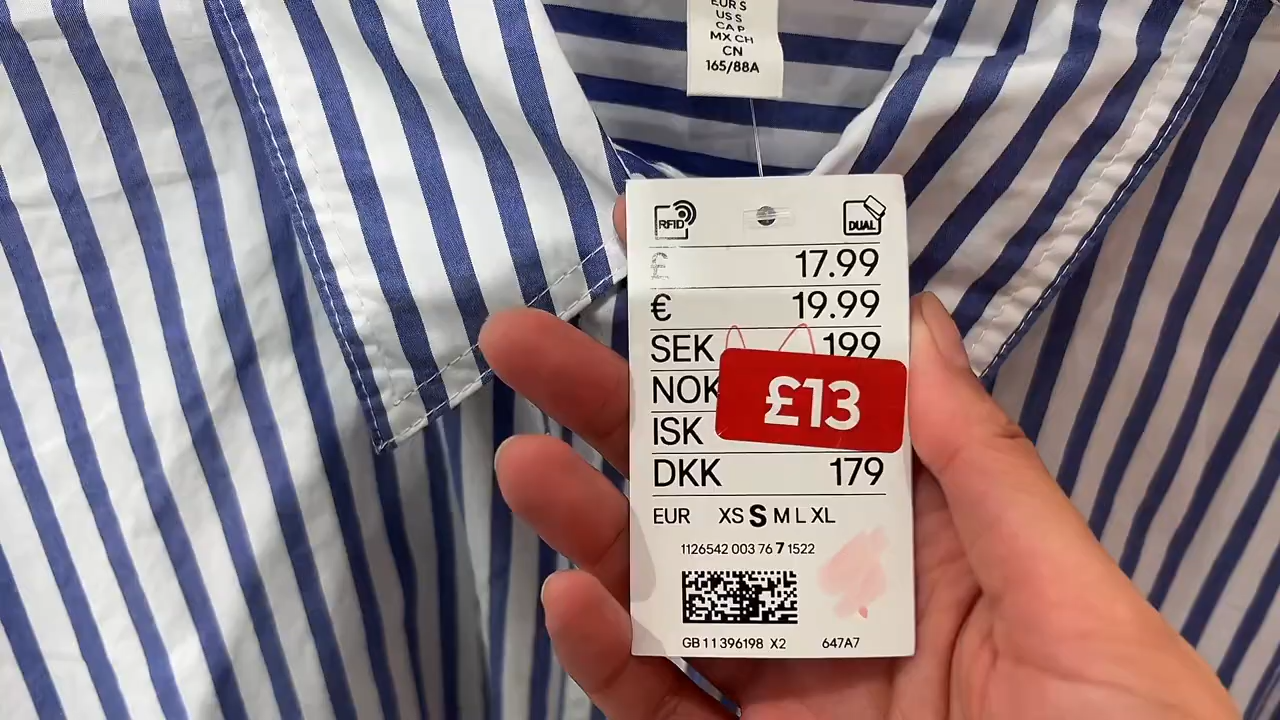 EUR S
US S
CA P
MX CH
CN
165/88A
RFID
DUAL
£ 17.99
€ 19.99
SEK 199
NOK
£13
ISK
DKK 179
EUR XS S M L XL
1126542 003 76 7 1522
GB 11 396198 X2 647A7